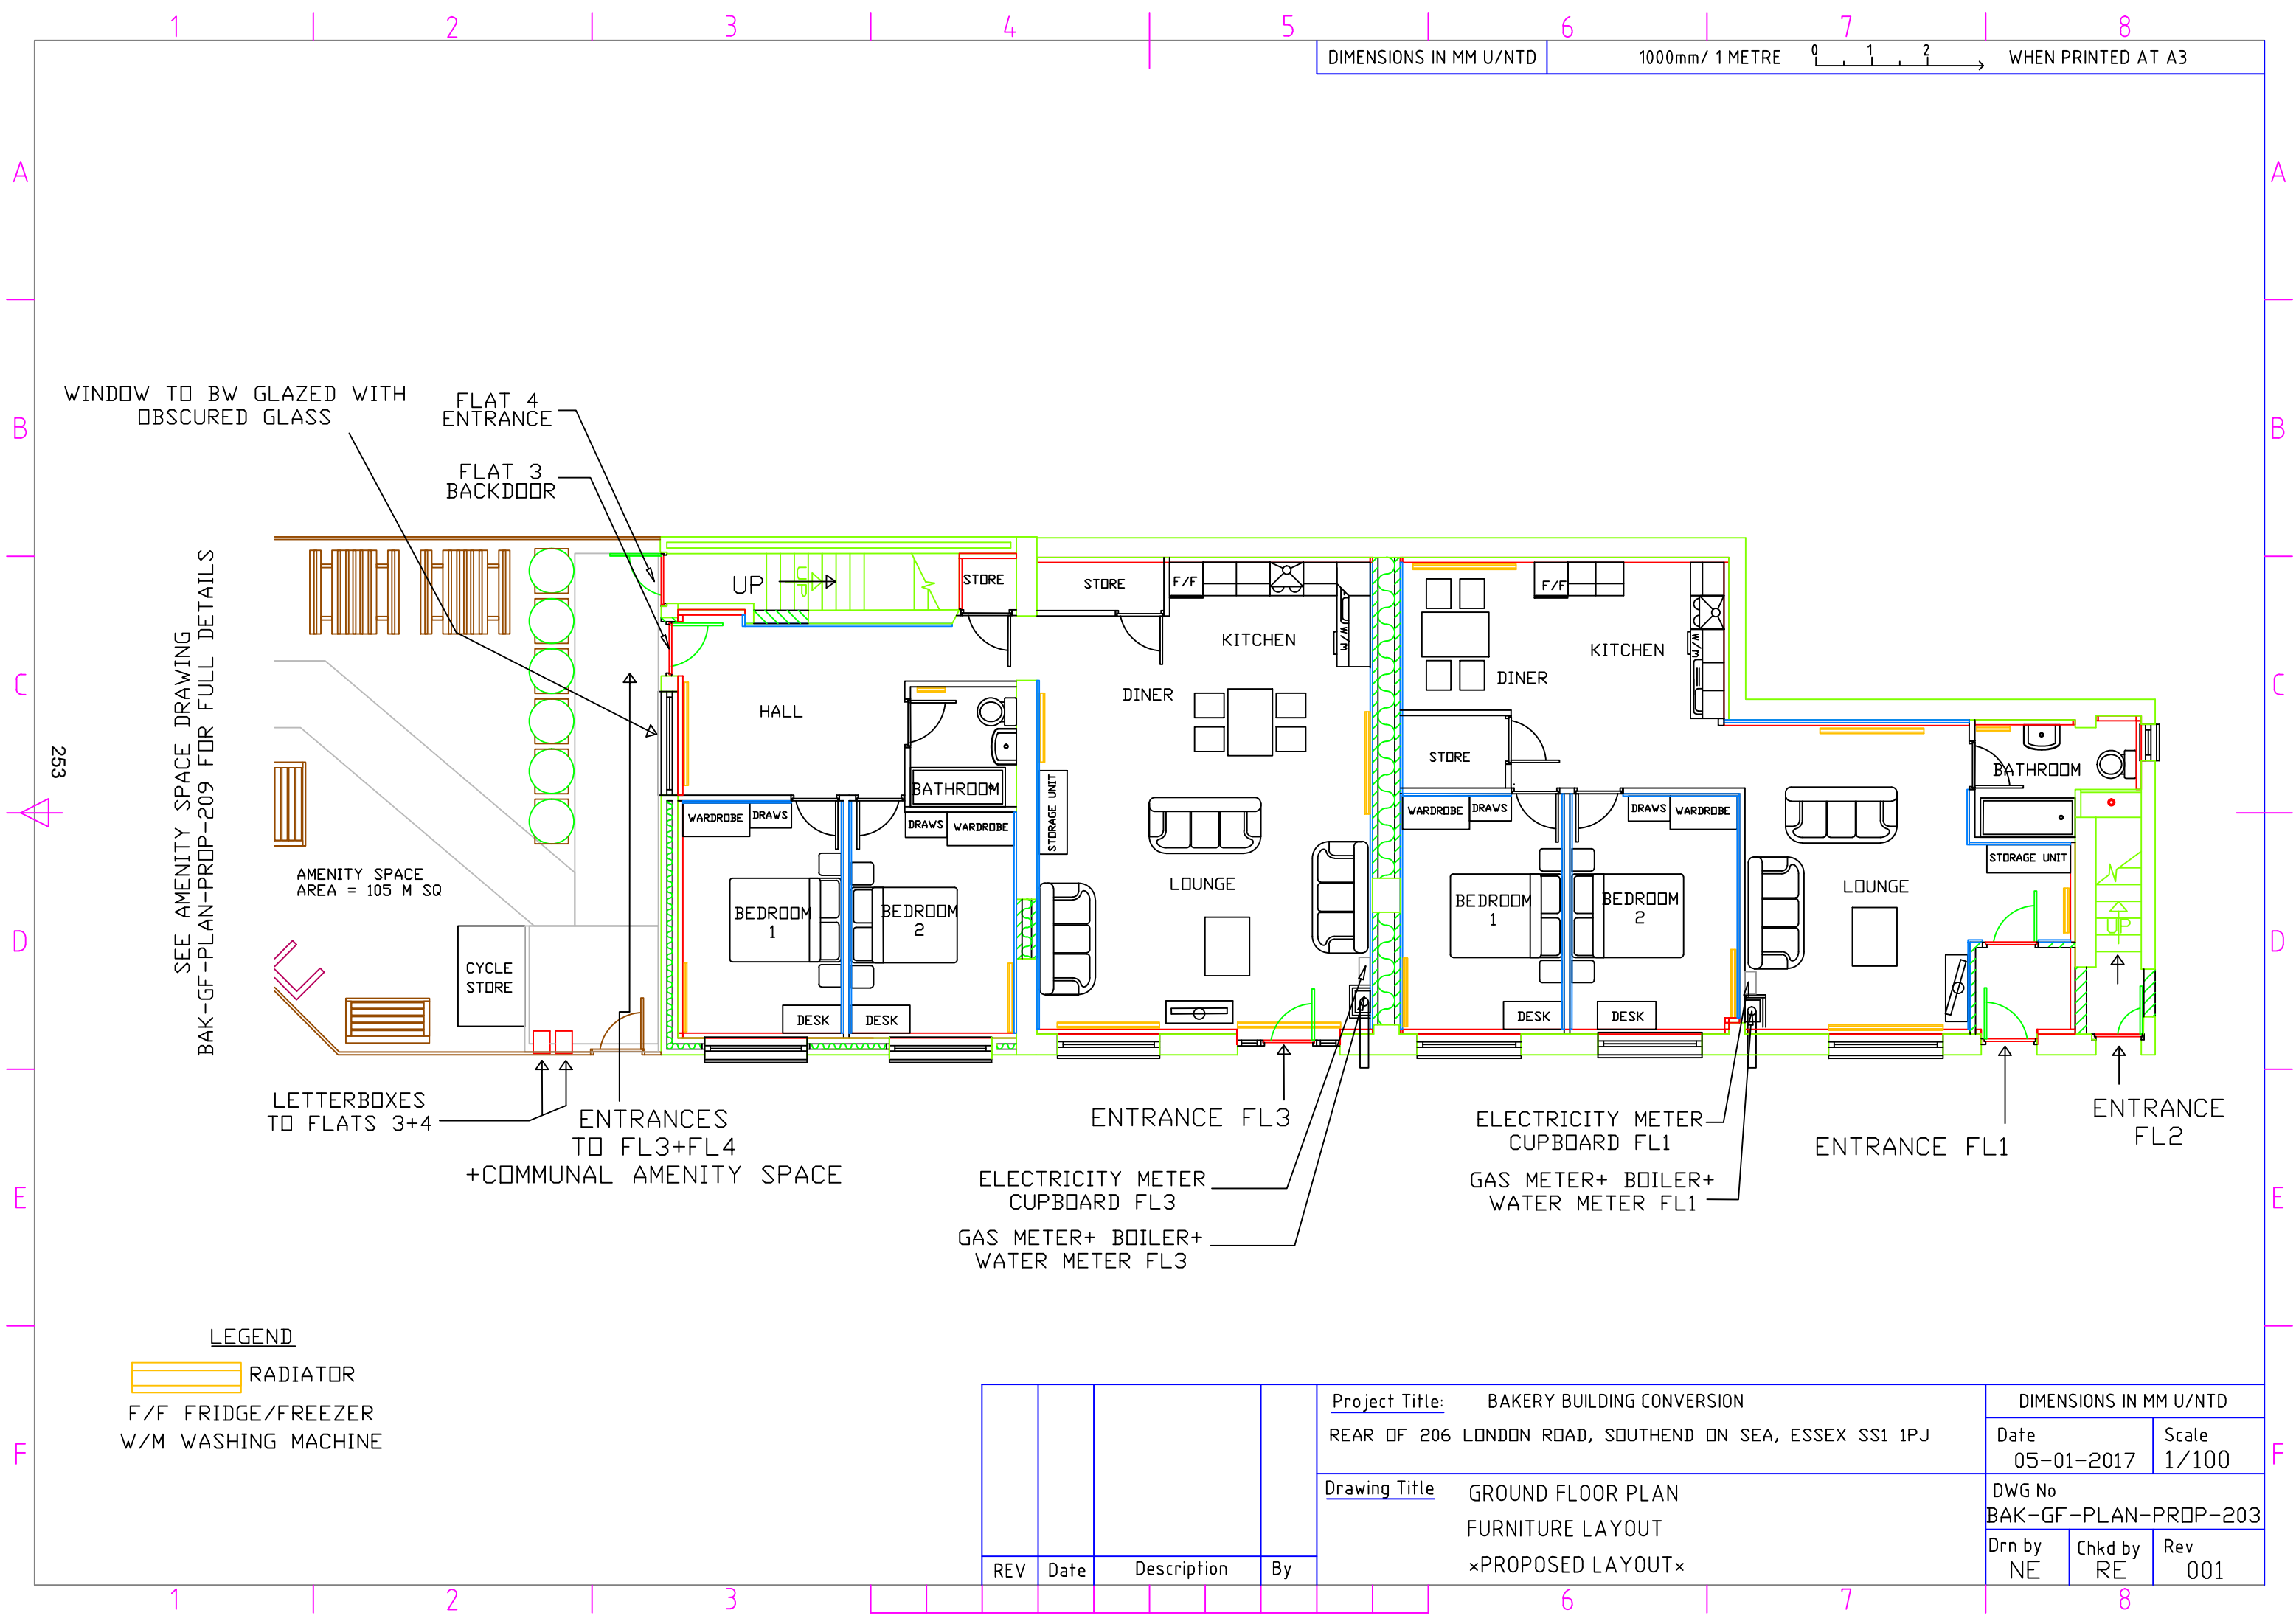 1 2 3 4 5 6 7 8
DIMENSIONS IN MM U/NTD
1000mm/ 1 METRE
0 1 2
WHEN PRINTED AT A3
A
A
B
B
C
C
D
D
E
E
F
F
WINDOW TO BW GLAZED WITH
OBSCURED GLASS
FLAT 4
ENTRANCE
FLAT 3
BACKDOOR
SEE AMENITY SPACE DRAWING
BAK-GF-PLAN-PROP-209 FOR FULL DETAILS
253
AMENITY SPACE
AREA = 105 M SQ
CYCLE
STORE
UP
UP
STORE
HALL
BATHROOM
WARDROBE
DRAWS
DRAWS
WARDROBE
BEDROOM
1
BEDROOM
2
DESK
DESK
STORE
F/F
KITCHEN
W/M
DINER
STORAGE UNIT
LOUNGE
F/F
KITCHEN
W/M
DINER
STORE
WARDROBE
DRAWS
DRAWS
WARDROBE
BEDROOM
1
BEDROOM
2
DESK
DESK
LOUNGE
BATHROOM
STORAGE UNIT
UP
LETTERBOXES
TO FLATS 3+4
ENTRANCES
TO FL3+FL4
+COMMUNAL AMENITY SPACE
ENTRANCE FL3
ELECTRICITY METER
CUPBOARD FL3
GAS METER+ BOILER+
WATER METER FL3
ELECTRICITY METER
CUPBOARD FL1
GAS METER+ BOILER+
WATER METER FL1
ENTRANCE FL1
ENTRANCE
FL2
LEGEND
RADIATOR
F/F FRIDGE/FREEZER
W/M WASHING MACHINE
REV Date Description By
Project Title: BAKERY BUILDING CONVERSION
REAR OF 206 LONDON ROAD, SOUTHEND ON SEA, ESSEX SS1 1PJ
Drawing Title GROUND FLOOR PLAN
FURNITURE LAYOUT
×PROPOSED LAYOUT×
DIMENSIONS IN MM U/NTD
Date
05-01-2017
Scale
1/100
DWG No
BAK-GF-PLAN-PROP-203
Drn by
NE
Chkd by
RE
Rev
001
1 2 3 6 7 8